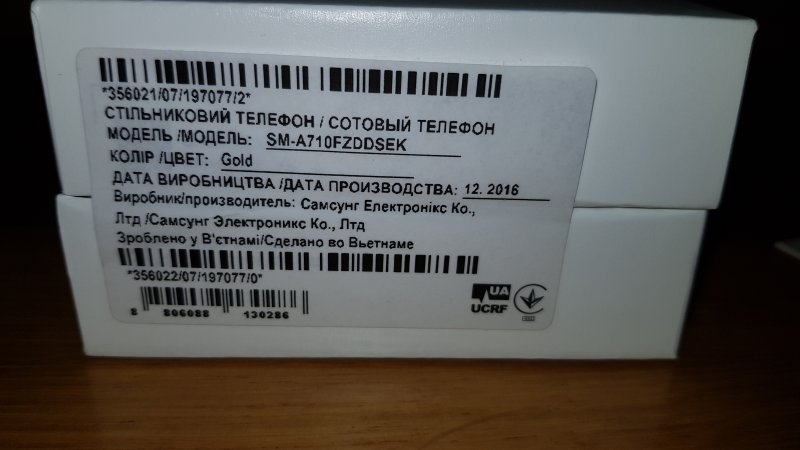 *356021/07/197077/2*
СТІЛЬНИКОВИЙ ТЕЛЕФОН / СОТОВЫЙ ТЕЛЕФОН
МОДЕЛЬ /МОДЕЛЬ: SM-A710FZDDSEK
КОЛІР /ЦВЕТ: Gold
ДАТА ВИРОБНИЦТВА /ДАТА ПРОИЗВОДСТВА: 12. 2016
Виробник/производитель: Самсунг Електронікс Ко.,
Лтд /Самсунг Электроникс Ко., Лтд
Зроблено у В'єтнамі/Сделано во Вьетнаме
*356022/07/197077/0*
8 806088 130286
UA
UCRF